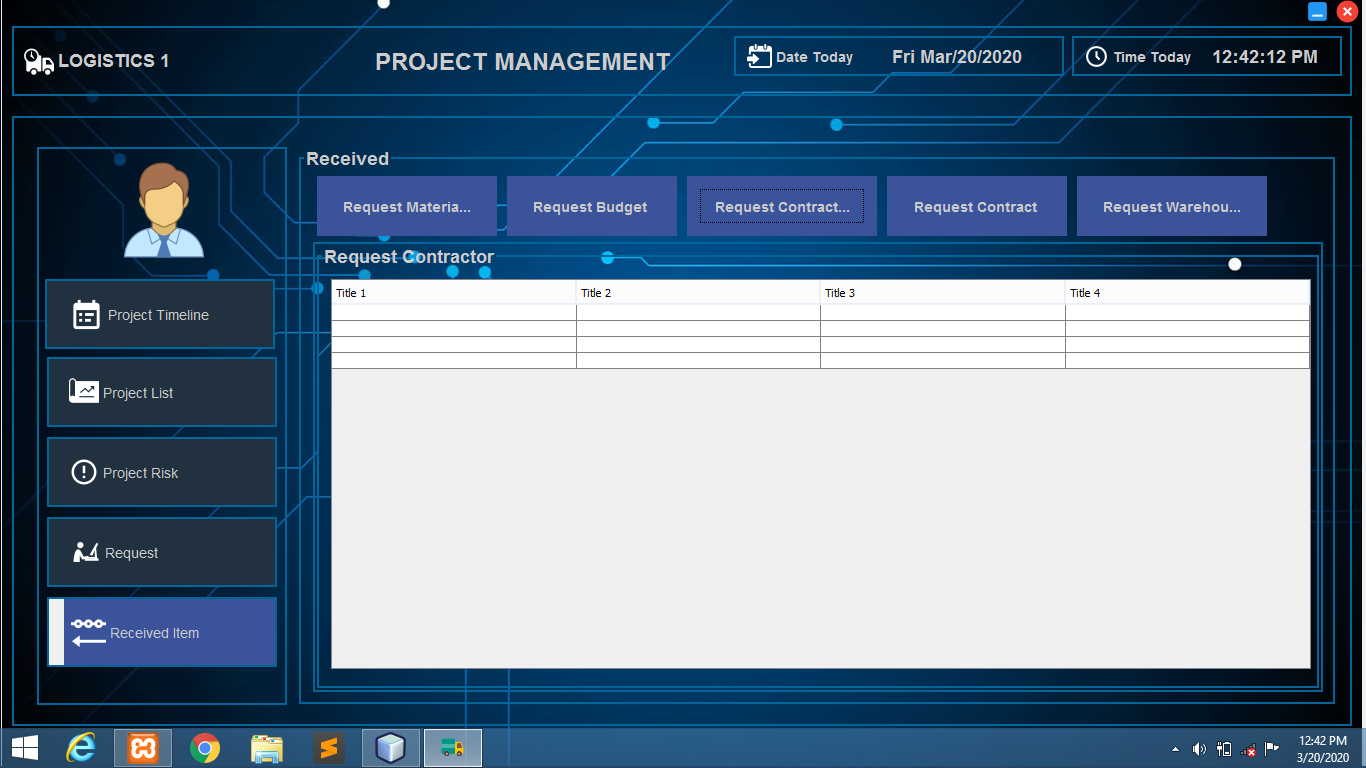 LOGISTICS 1
PROJECT MANAGEMENT
Date Today Fri Mar/20/2020
Time Today 12:42:12 PM
Received
Request Materia...
Request Budget
Request Contract...
Request Contract
Request Warehou...
Request Contractor
Title 1 Title 2 Title 3 Title 4
Project Timeline
Project List
Project Risk
Request
Received Item
12:42 PM
3/20/2020